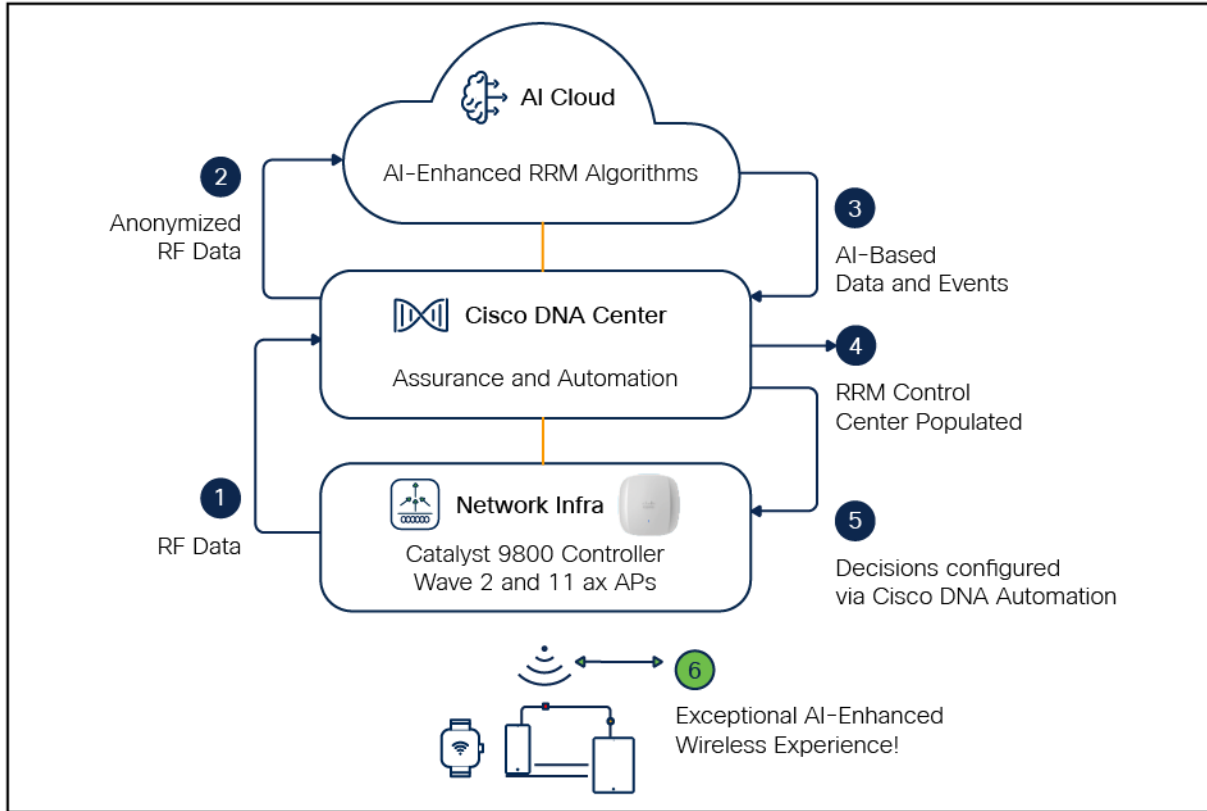 AI Cloud
AI-Enhanced RRM Algorithms
2
Anonymized
RF Data
3
AI-Based
Data and Events
Cisco DNA Center
Assurance and Automation
4
RRM Control
Center Populated
1
RF Data
Network Infra
Catalyst 9800 Controller
Wave 2 and 11 ax APs
5
Decisions configured
via Cisco DNA Automation
6
Exceptional AI-Enhanced
Wireless Experience!